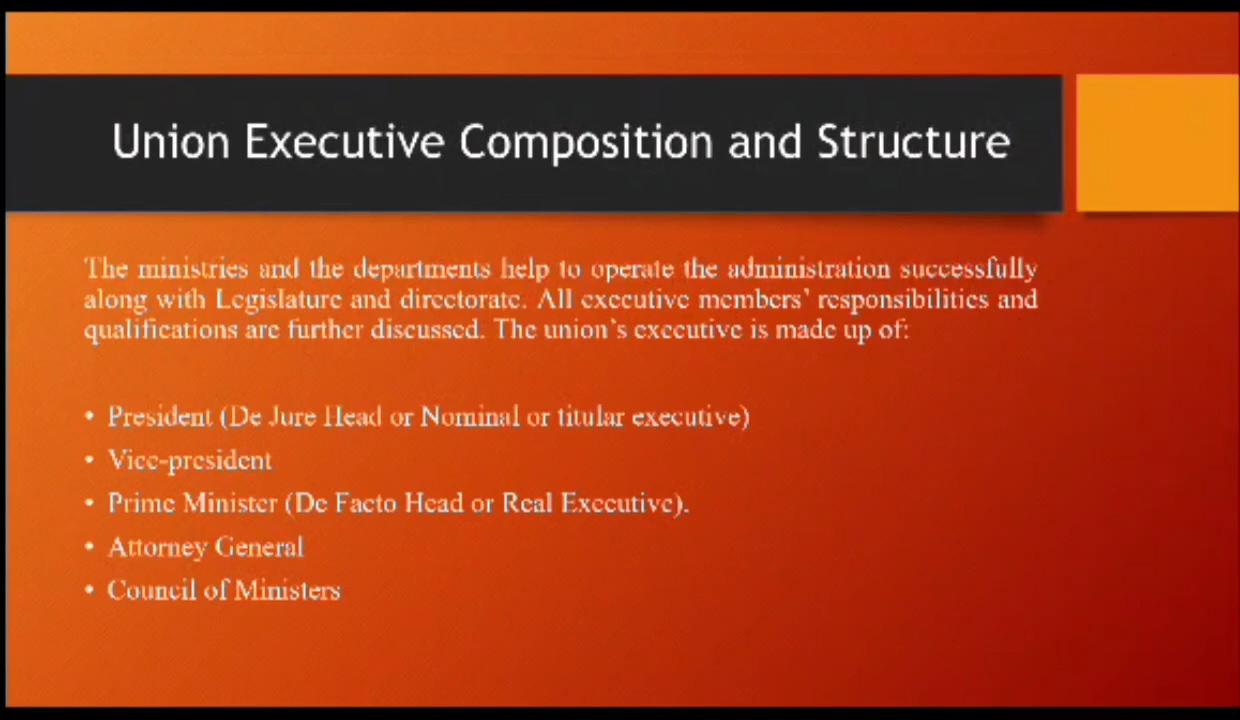 Union Executive Composition and Structure
The ministries and the departments help to operate the administration successfully
along with Legislature and directorate. All executive members’ responsibilities and
qualifications are further discussed. The union’s executive is made up of:
• President (De Jure Head or Nominal or titular executive)
• Vice-president
• Prime Minister (De Facto Head or Real Executive).
• Attorney General
• Council of Ministers